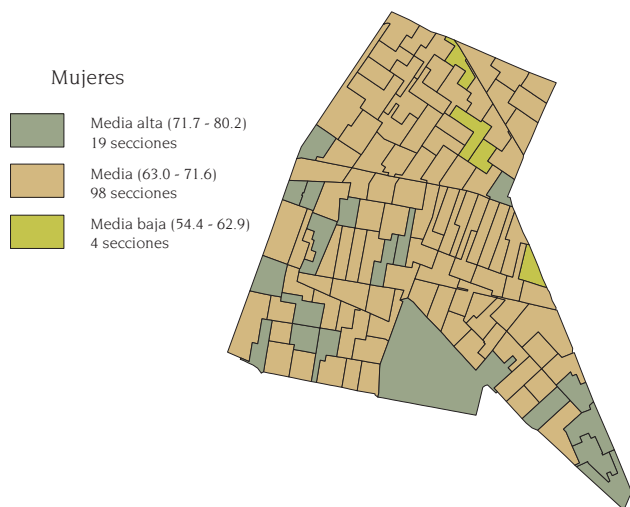 Mujeres
Media alta (71.7 - 80.2)
19 secciones
Media (63.0 - 71.6)
98 secciones
Media baja (54.4 - 62.9)
4 secciones